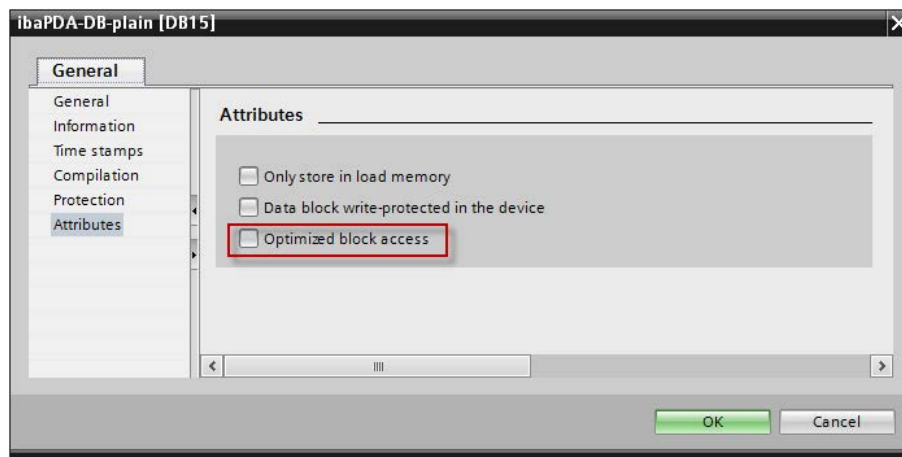 ibaPDA-DB-plain [DB15]
General
General
Information
Time stamps
Compilation
Protection
Attributes
Attributes
Only store in load memory
Data block write-protected in the device
Optimized block access
OK
Cancel